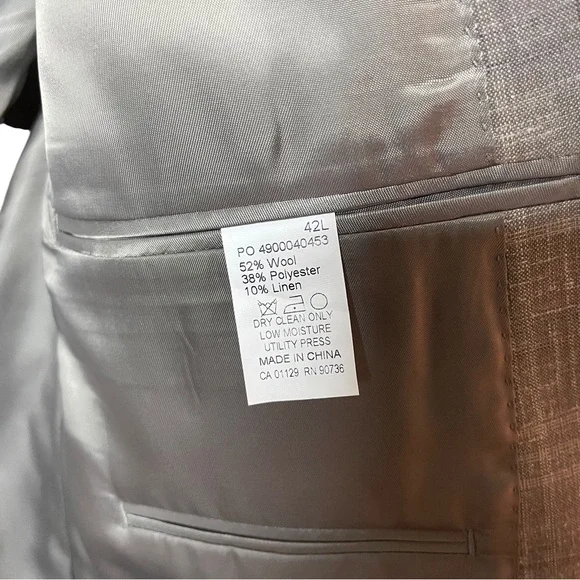 42L
PO 4900040453
52% Wool
38% Polyester
10% Linen
DRY CLEAN ONLY
LOW MOISTURE
UTILITY PRESS
MADE IN CHINA
CA 01129 RN 90736